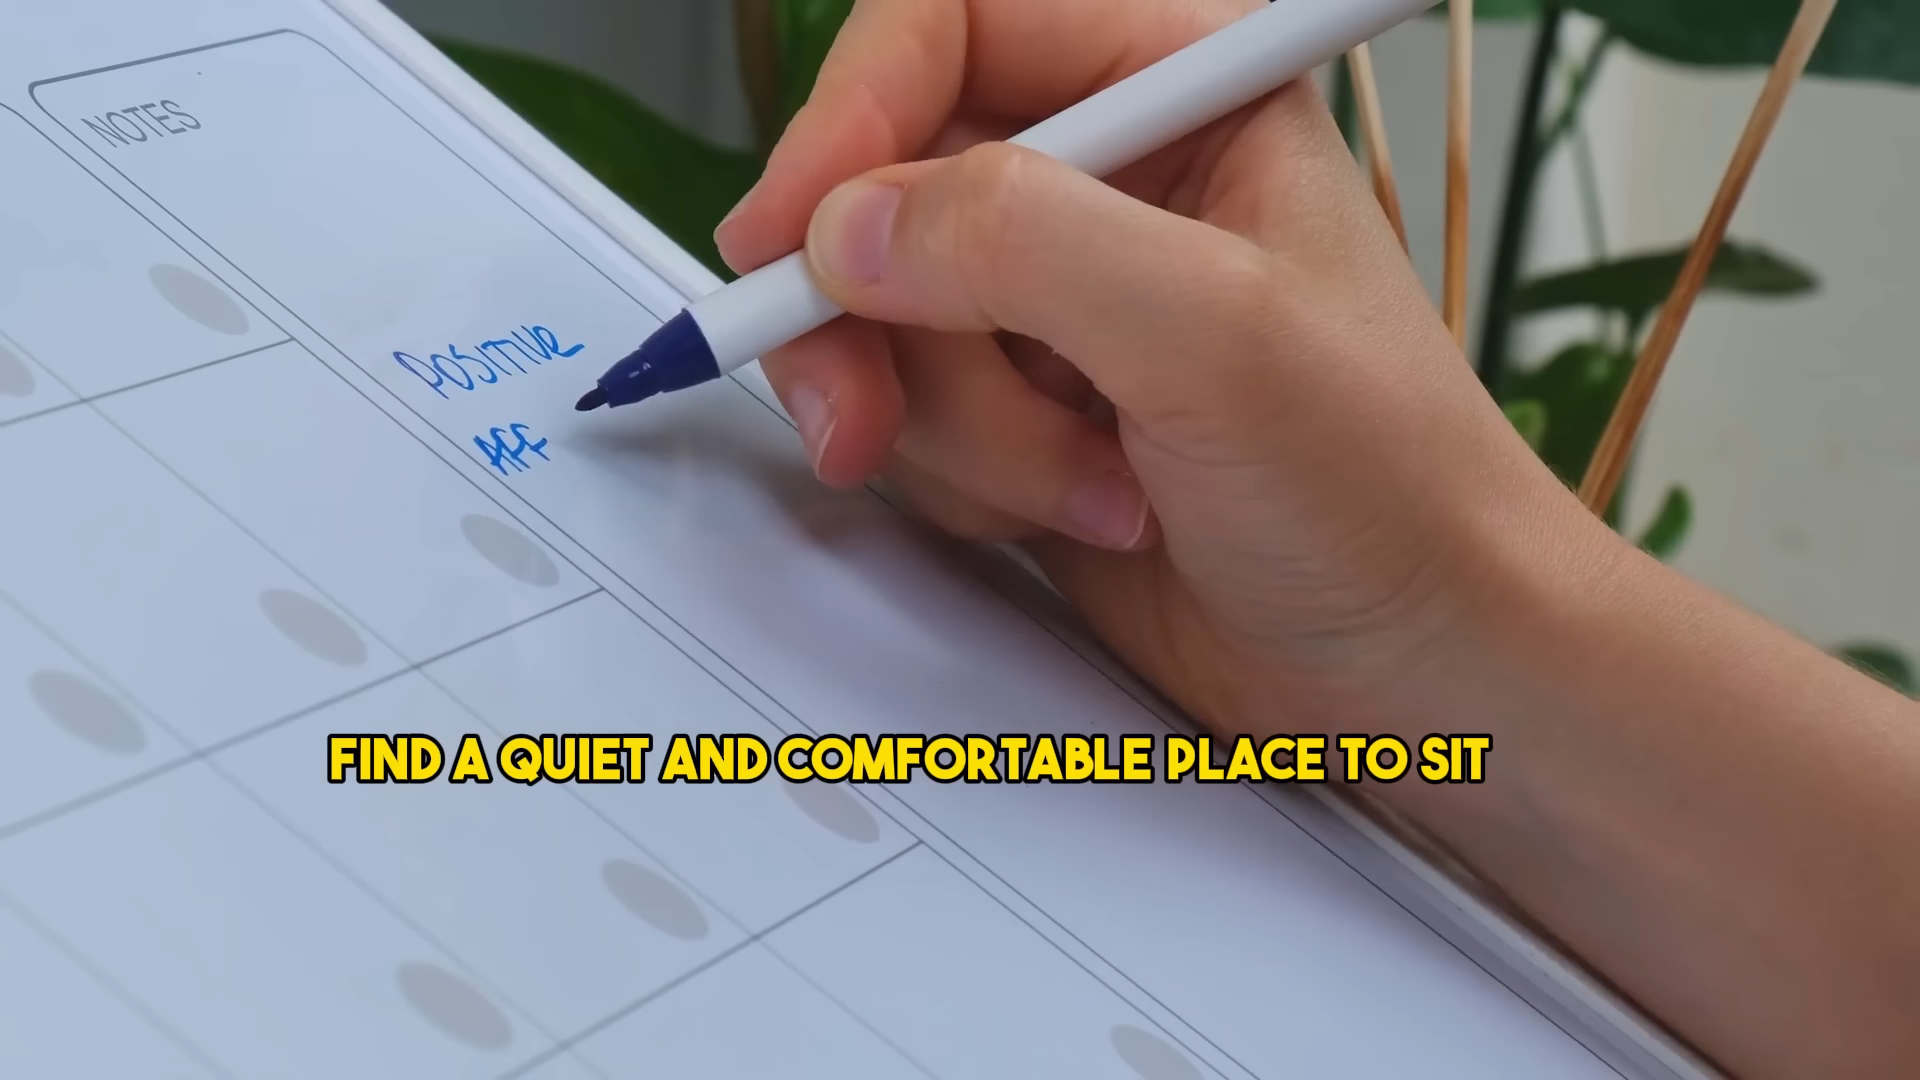 NOTES
POSITIVE
AFF
FIND A QUIET AND COMFORTABLE PLACE TO SIT